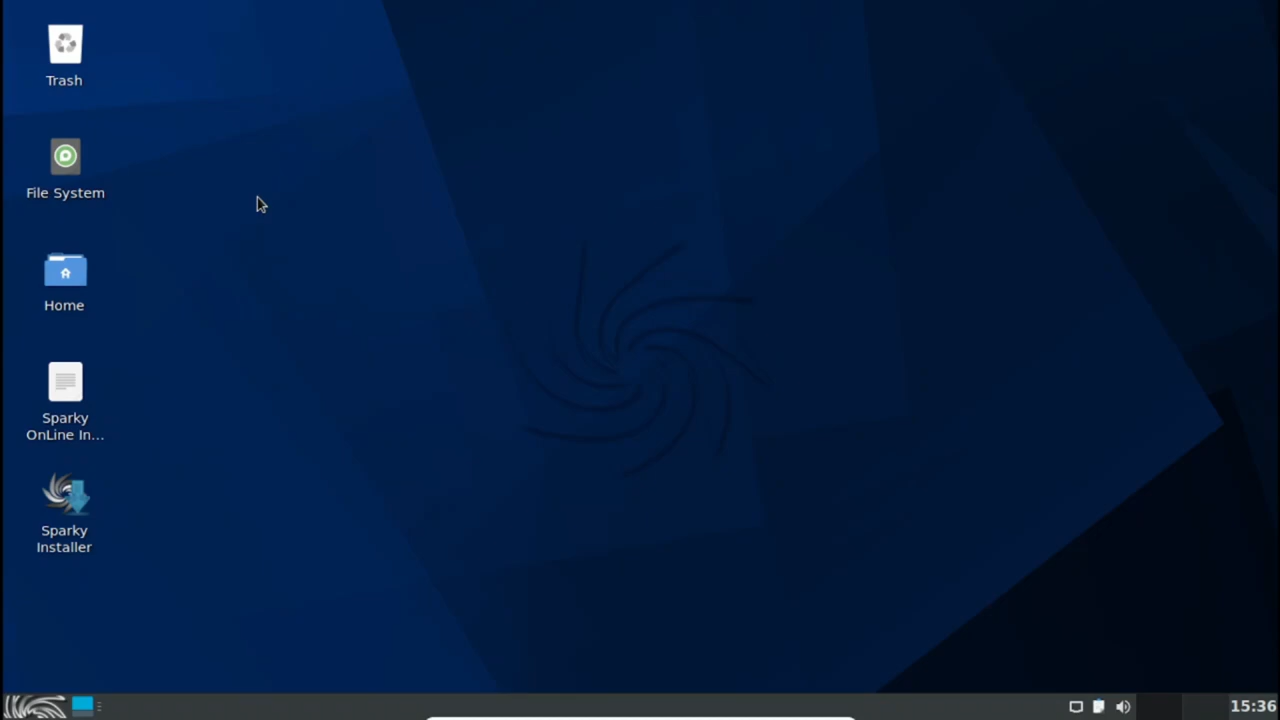 Trash
File System
Home
Sparky
OnLine In...
Sparky
Installer
15:36